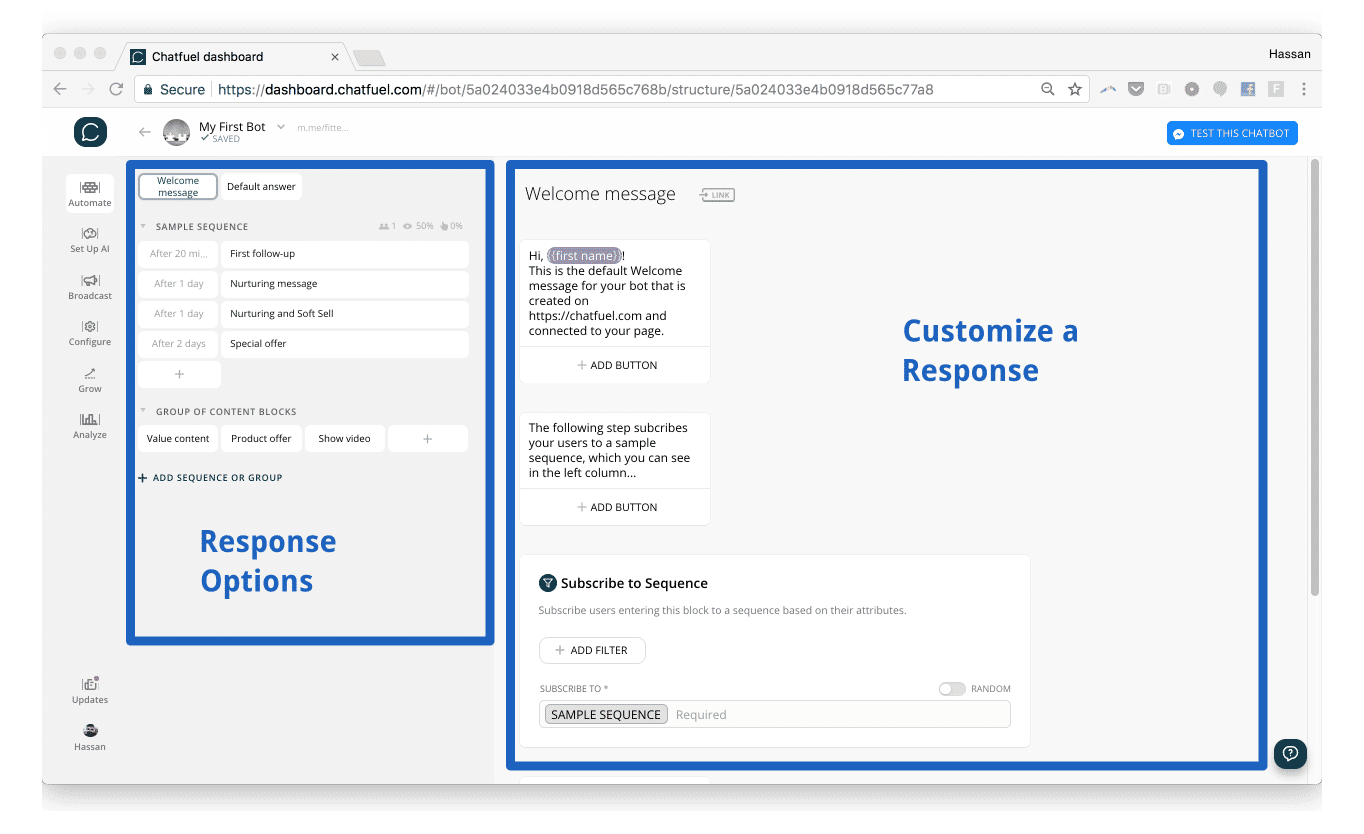 Chatfuel dashboard
Hassan
Secure
https://dashboard.chatfuel.com/#/bot/5a024033e4b0918d565c768b/structure/5a024033e4b0918d565c77a8
My First Bot
m.me/fitte...
SAVED
TEST THIS CHATBOT
Automate
Set Up AI
Broadcast
Configure
Grow
Analyze
Updates
Hassan
Welcome
message
Default answer
SAMPLE SEQUENCE 1 50% 0%
After 20 mi... First follow-up
After 1 day Nurturing message
After 1 day Nurturing and Soft Sell
After 2 days Special offer
+
GROUP OF CONTENT BLOCKS
Value content Product offer Show video +
+ ADD SEQUENCE OR GROUP
Response
Options
Welcome message
LINK
Hi, {{first name}}!
This is the default Welcome
message for your bot that is
created on
https://chatfuel.com and
connected to your page.
+ ADD BUTTON
The following step subcribes
your users to a sample
sequence, which you can see
in the left column...
+ ADD BUTTON
Customize a
Response
Subscribe to Sequence
Subscribe users entering this block to a sequence based on their attributes.
+ ADD FILTER
SUBSCRIBE TO *
RANDOM
SAMPLE SEQUENCE Required